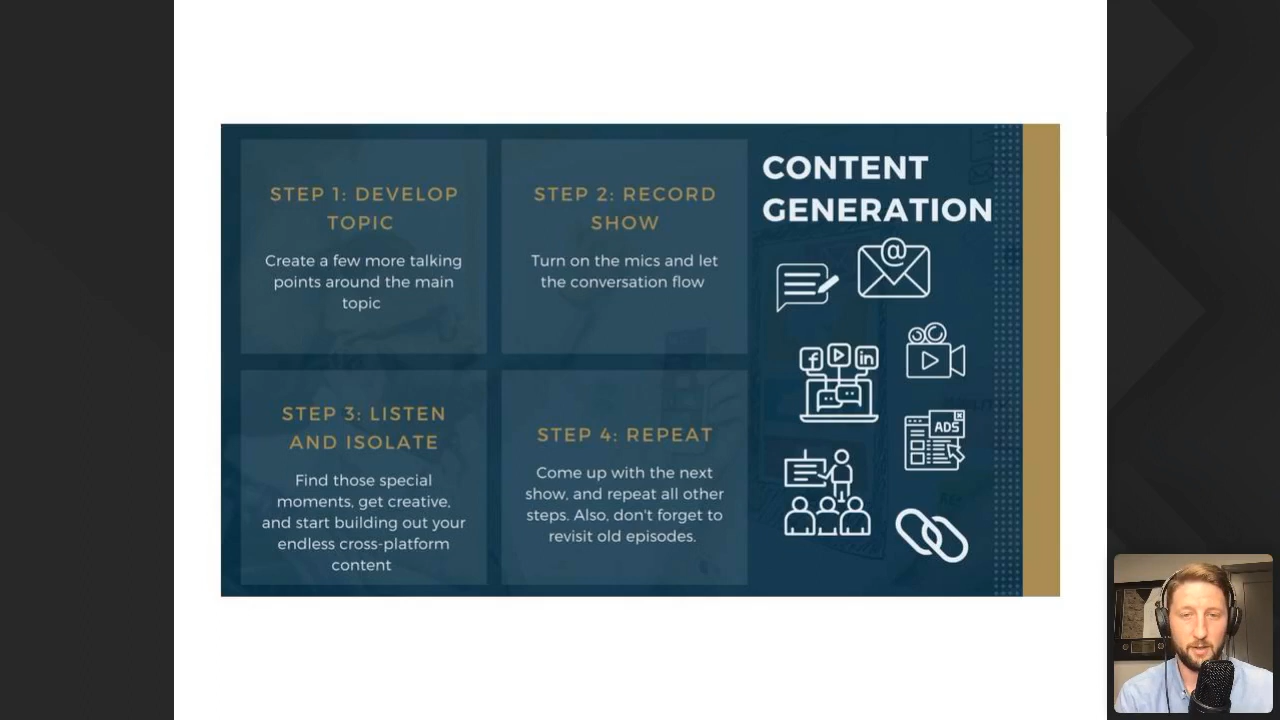 STEP 1: DEVELOP
TOPIC
Create a few more talking
points around the main
topic
STEP 2: RECORD
SHOW
Turn on the mics and let
the conversation flow
STEP 3: LISTEN
AND ISOLATE
Find those special
moments, get creative,
and start building out your
endless cross-platform
content
STEP 4: REPEAT
Come up with the next
show, and repeat all other
steps. Also, don't forget to
revisit old episodes.
CONTENT
GENERATION
@
f
in
ADS